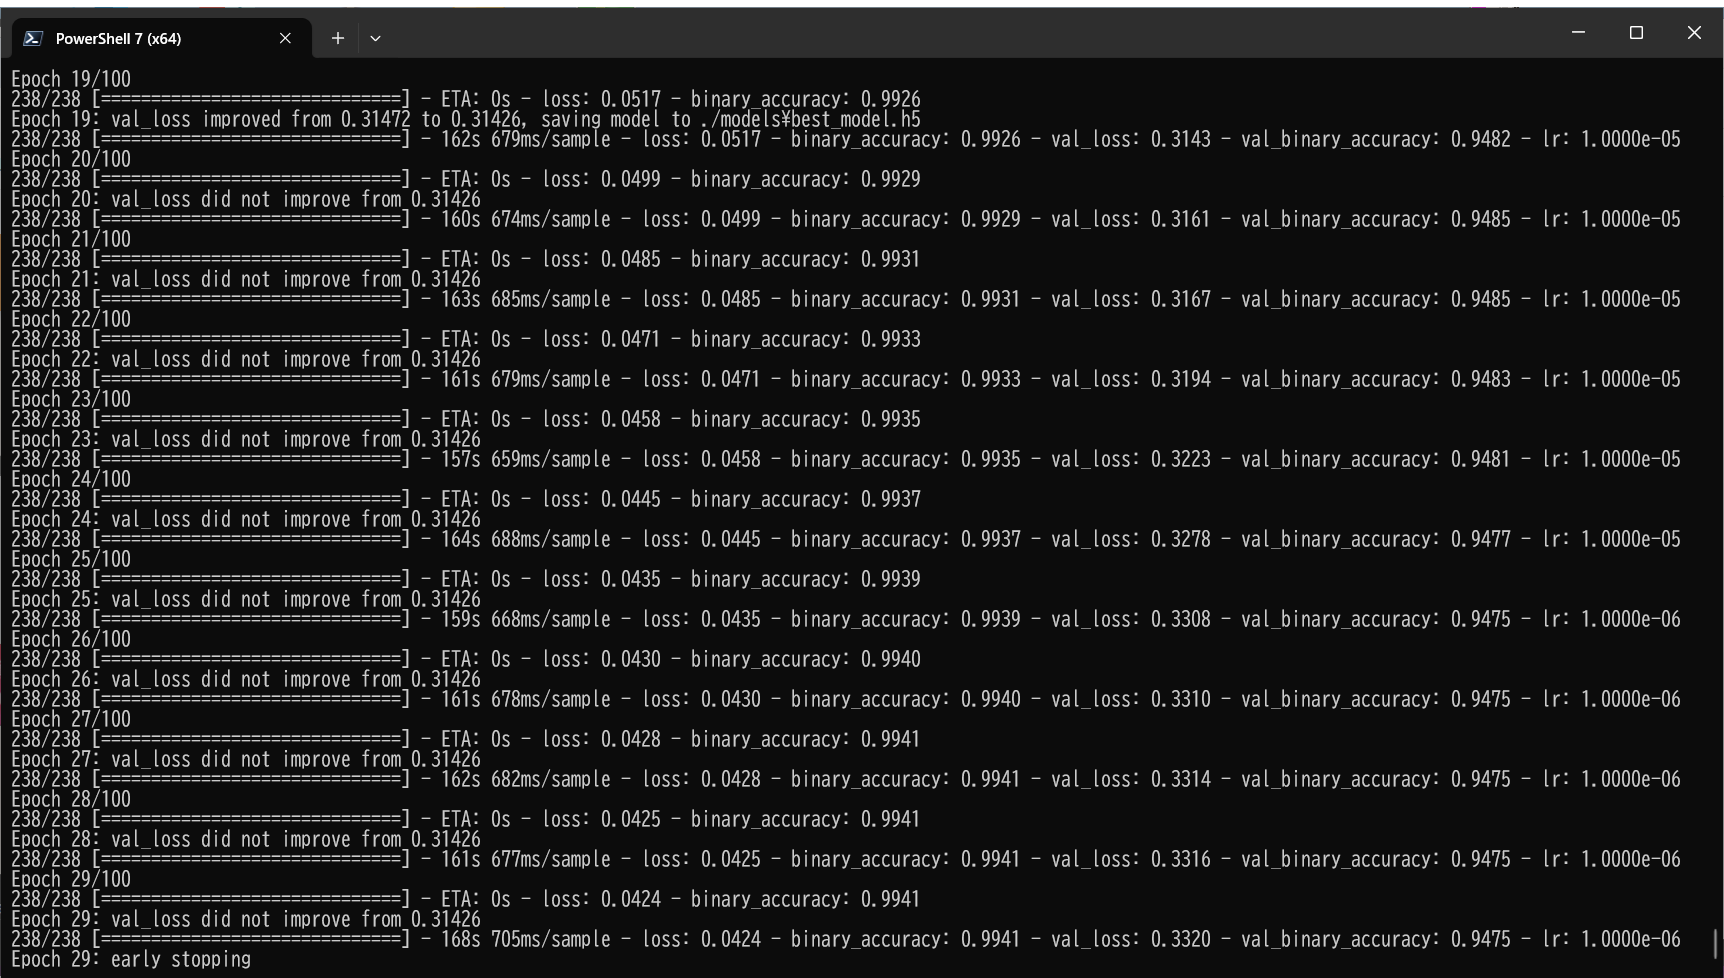 PowerShell 7 (x64)
Epoch 19/100
238/238 [==============================] - ETA: 0s - loss: 0.0517 - binary_accuracy: 0.9926
Epoch 19: val_loss improved from 0.31472 to 0.31426, saving model to ./models¥best_model.h5
238/238 [==============================] - 162s 679ms/sample - loss: 0.0517 - binary_accuracy: 0.9926 - val_loss: 0.3143 - val_binary_accuracy: 0.9482 - lr: 1.0000e-05
Epoch 20/100
238/238 [==============================] - ETA: 0s - loss: 0.0499 - binary_accuracy: 0.9929
Epoch 20: val_loss did not improve from 0.31426
238/238 [==============================] - 160s 674ms/sample - loss: 0.0499 - binary_accuracy: 0.9929 - val_loss: 0.3161 - val_binary_accuracy: 0.9485 - lr: 1.0000e-05
Epoch 21/100
238/238 [==============================] - ETA: 0s - loss: 0.0485 - binary_accuracy: 0.9931
Epoch 21: val_loss did not improve from 0.31426
238/238 [==============================] - 163s 685ms/sample - loss: 0.0485 - binary_accuracy: 0.9931 - val_loss: 0.3167 - val_binary_accuracy: 0.9485 - lr: 1.0000e-05
Epoch 22/100
238/238 [==============================] - ETA: 0s - loss: 0.0471 - binary_accuracy: 0.9933
Epoch 22: val_loss did not improve from 0.31426
238/238 [==============================] - 161s 679ms/sample - loss: 0.0471 - binary_accuracy: 0.9933 - val_loss: 0.3194 - val_binary_accuracy: 0.9483 - lr: 1.0000e-05
Epoch 23/100
238/238 [==============================] - ETA: 0s - loss: 0.0458 - binary_accuracy: 0.9935
Epoch 23: val_loss did not improve from 0.31426
238/238 [==============================] - 157s 659ms/sample - loss: 0.0458 - binary_accuracy: 0.9935 - val_loss: 0.3223 - val_binary_accuracy: 0.9481 - lr: 1.0000e-05
Epoch 24/100
238/238 [==============================] - ETA: 0s - loss: 0.0445 - binary_accuracy: 0.9937
Epoch 24: val_loss did not improve from 0.31426
238/238 [==============================] - 164s 688ms/sample - loss: 0.0445 - binary_accuracy: 0.9937 - val_loss: 0.3278 - val_binary_accuracy: 0.9477 - lr: 1.0000e-05
Epoch 25/100
238/238 [==============================] - ETA: 0s - loss: 0.0435 - binary_accuracy: 0.9939
Epoch 25: val_loss did not improve from 0.31426
238/238 [==============================] - 159s 668ms/sample - loss: 0.0435 - binary_accuracy: 0.9939 - val_loss: 0.3308 - val_binary_accuracy: 0.9475 - lr: 1.0000e-06
Epoch 26/100
238/238 [==============================] - ETA: 0s - loss: 0.0430 - binary_accuracy: 0.9940
Epoch 26: val_loss did not improve from 0.31426
238/238 [==============================] - 161s 678ms/sample - loss: 0.0430 - binary_accuracy: 0.9940 - val_loss: 0.3310 - val_binary_accuracy: 0.9475 - lr: 1.0000e-06
Epoch 27/100
238/238 [==============================] - ETA: 0s - loss: 0.0428 - binary_accuracy: 0.9941
Epoch 27: val_loss did not improve from 0.31426
238/238 [==============================] - 162s 682ms/sample - loss: 0.0428 - binary_accuracy: 0.9941 - val_loss: 0.3314 - val_binary_accuracy: 0.9475 - lr: 1.0000e-06
Epoch 28/100
238/238 [==============================] - ETA: 0s - loss: 0.0425 - binary_accuracy: 0.9941
Epoch 28: val_loss did not improve from 0.31426
238/238 [==============================] - 161s 677ms/sample - loss: 0.0425 - binary_accuracy: 0.9941 - val_loss: 0.3316 - val_binary_accuracy: 0.9475 - lr: 1.0000e-06
Epoch 29/100
238/238 [==============================] - ETA: 0s - loss: 0.0424 - binary_accuracy: 0.9941
Epoch 29: val_loss did not improve from 0.31426
238/238 [==============================] - 168s 705ms/sample - loss: 0.0424 - binary_accuracy: 0.9941 - val_loss: 0.3320 - val_binary_accuracy: 0.9475 - lr: 1.0000e-06
Epoch 29: early stopping